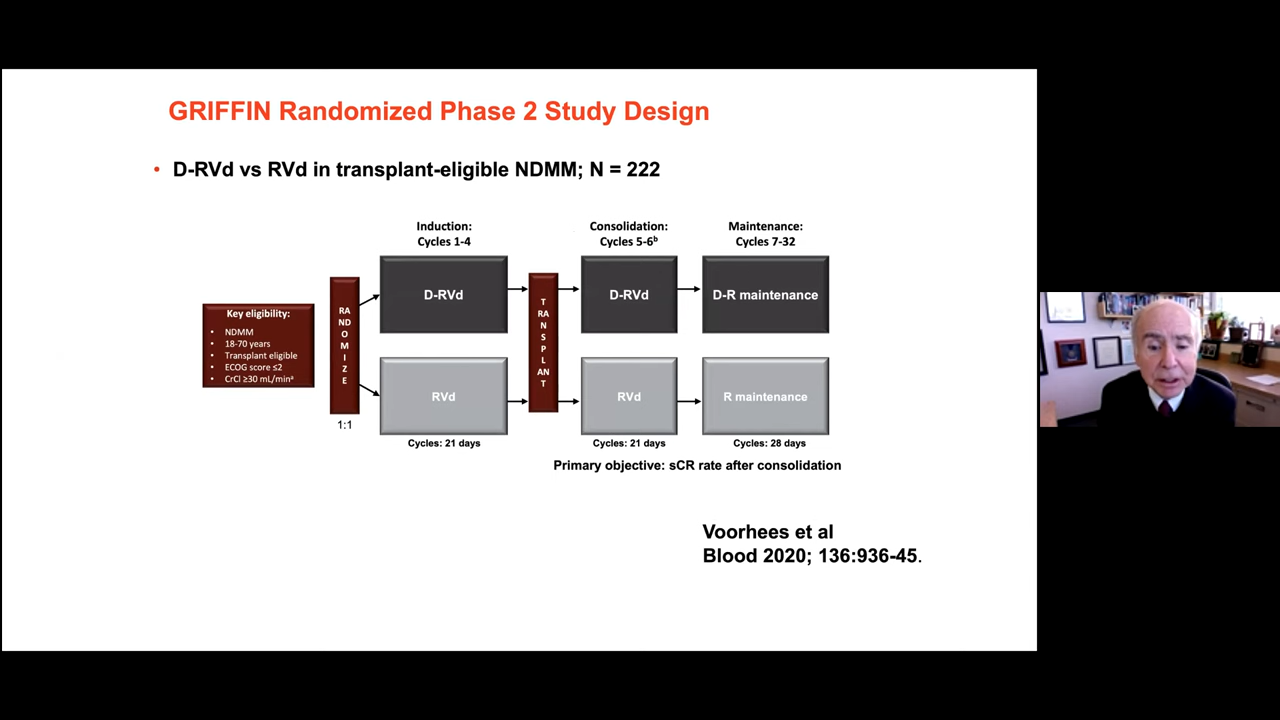 GRIFFIN Randomized Phase 2 Study Design
• D-RVd vs RVd in transplant-eligible NDMM; N = 222
Key eligibility:
• NDMM
• 18-70 years
• Transplant eligible
• ECOG score ≤2
• CrCl ≥30 mL/minᵃ
RANDOMIZE
1:1
Induction:
Cycles 1-4
D-RVd
RVd
Cycles: 21 days
TRANSPLANT
Consolidation:
Cycles 5-6ᵇ
D-RVd
RVd
Cycles: 21 days
Maintenance:
Cycles 7-32
D-R maintenance
R maintenance
Cycles: 28 days
Primary objective: sCR rate after consolidation
Voorhees et al
Blood 2020; 136:936-45.